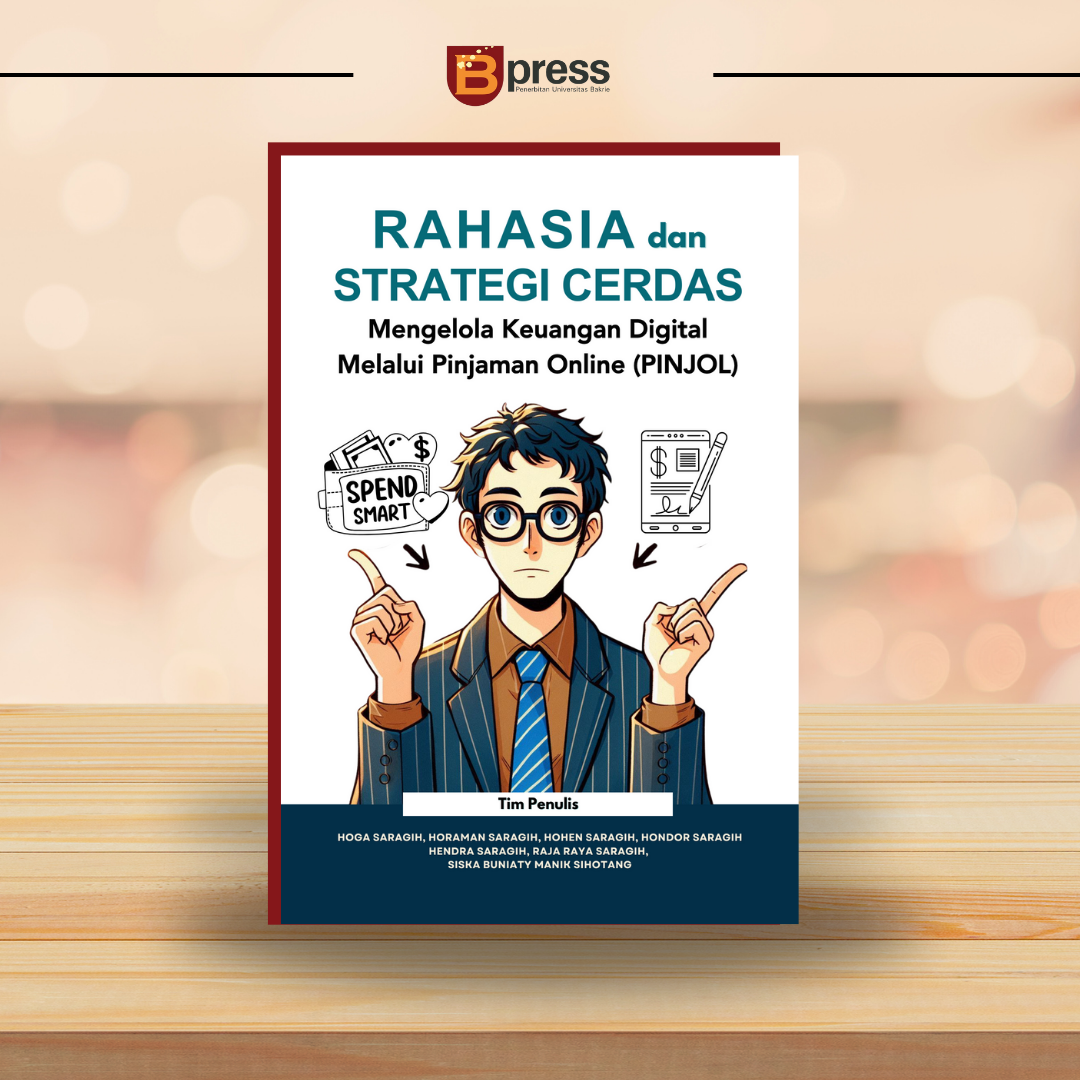 Bpress
Penerbitan Universitas Bakrie
RAHASIA dan
STRATEGI CERDAS
Mengelola Keuangan Digital
Melalui Pinjaman Online (PINJOL)
$
SPEND
SMART
$
Tim Penulis
HOGA SARAGIH, HORAMAN SARAGIH, HOHEN SARAGIH, HONDOR SARAGIH
HENDRA SARAGIH, RAJA RAYA SARAGIH,
SISKA BUNIATY MANIK SIHOTANG